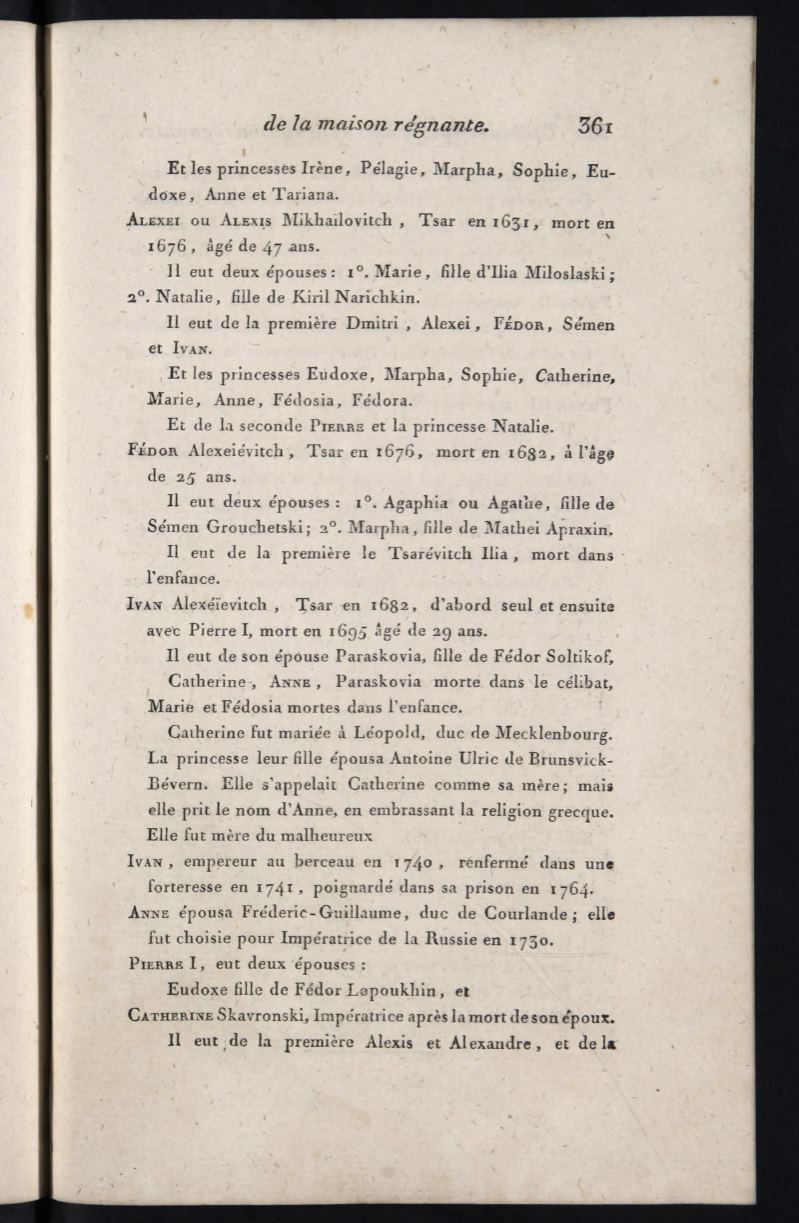 de la maison régnante. 361
Et les princesses Irène, Pélagie, Marpha, Sophie, Eu-
doxe, Anne et Tariana.
ALEXEI OU ALEXIS Mikhailovitch, Tsar en 1631, mort en
1676, âgé de 47 ans.
Il eut deux épouses: 1º. Marie, fille d'Ilia Miloslaski;
2º. Natalie, fille de Kiril Narichkin.
Il eut de la première Dmitri, Alexei, FÉDOR, Sémen
et IVAN.
Et les princesses Eudoxe, Marpha, Sophie, Catherine,
Marie, Anne, Fédosia, Fédora.
Et de la seconde PIERRE et la princesse Natalie.
FÉDOR Alexeiévitch, Tsar en 1676, mort en 1682, à l'âge
de 25 ans.
Il eut deux épouses: 1º. Agaphia ou Agathe, fille de
Sémen Grouchetski; 2º. Marpha, fille de Mathei Apraxin.
Il eut de la première le Tsarévitch Ilia, mort dans
l'enfance.
IVAN Alexéïevitch, Tsar en 1682, d'abord seul et ensuite
avec Pierre I, mort en 1695 âgé de 29 ans.
Il eut de son épouse Paraskovia, fille de Fédor Soltikof,
Catherine, ANNE, Paraskovia morte dans le célibat,
Marie et Fédosia mortes dans l'enfance.
Catherine fut mariée à Léopold, duc de Mecklenbourg.
La princesse leur fille épousa Antoine Ulric de Brunsvick-
Bévern. Elle s'appelait Catherine comme sa mère; mais
elle prit le nom d'Anne, en embrassant la religion grecque.
Elle fut mère du malheureux
IVAN, empereur au berceau en 1740, renfermé dans une
forteresse en 1741, poignardé dans sa prison en 1764.
ANNE épousa Fréderic-Guillaume, duc de Courlande; elle
fut choisie pour Impératrice de la Russie en 1730.
PIERRE I, eut deux épouses:
Eudoxe fille de Fédor Lopoukhin, et
CATHERINE Skavronski, Impératrice après la mort de son époux.
Il eut de la première Alexis et Alexandre, et de la